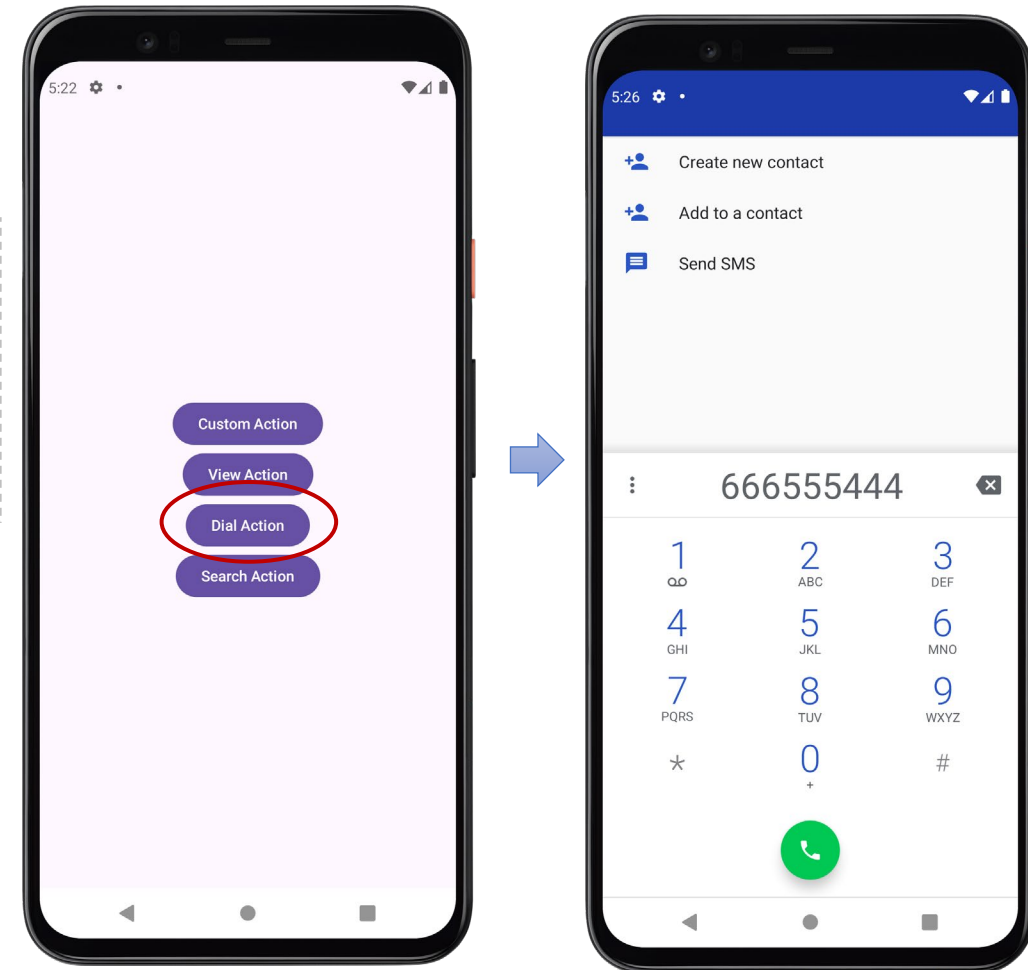 5:22
Custom Action
View Action
Dial Action
Search Action
5:26
Create new contact
Add to a contact
Send SMS
666555444
1 2 3
ABC DEF
4 5 6
GHI JKL MNO
7 8 9
PQRS TUV WXYZ
* 0 #
+